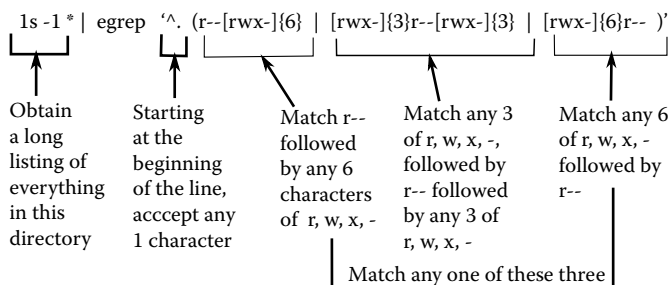 1s -1 * | egrep ‘^. (r--[rwx-]{6} | [rwx-]{3}r--[rwx-]{3} | [rwx-]{6}r-- )’
Obtain
a long
listing of
everything
in this
directory
Starting
at the
beginning
of the line,
acccept any
1 character
Match r--
followed
by any 6
characters
of r, w, x, -
Match any 3
of r, w, x, -,
followed by
r-- followed
by any 3 of
r, w, x, -
Match any 6
of r, w, x, -
followed by
r--
Match any one of these three